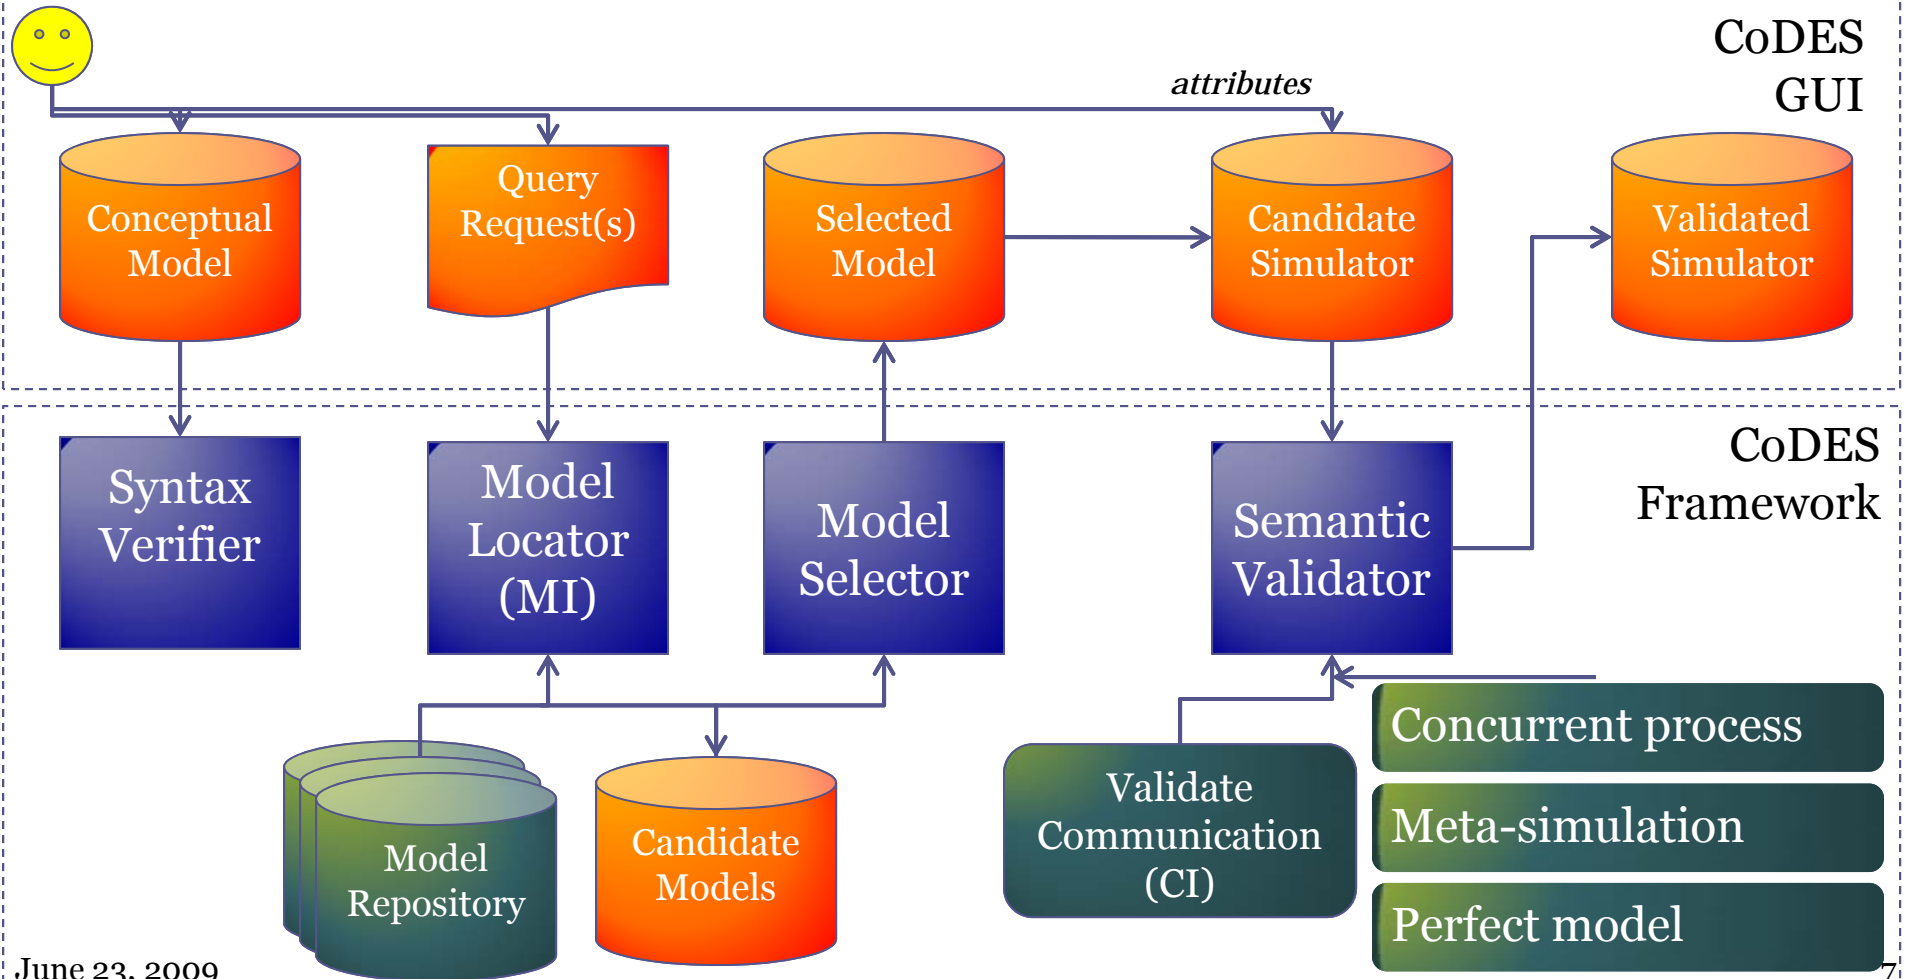 CoDES
GUI
attributes
Conceptual
Model
Query
Request(s)
Selected
Model
Candidate
Simulator
Validated
Simulator
CoDES
Framework
Syntax
Verifier
Model
Locator
(MI)
Model
Selector
Semantic
Validator
Model
Repository
Candidate
Models
Validate
Communication
(CI)
Concurrent process
Meta-simulation
Perfect model
June 23, 2009
7